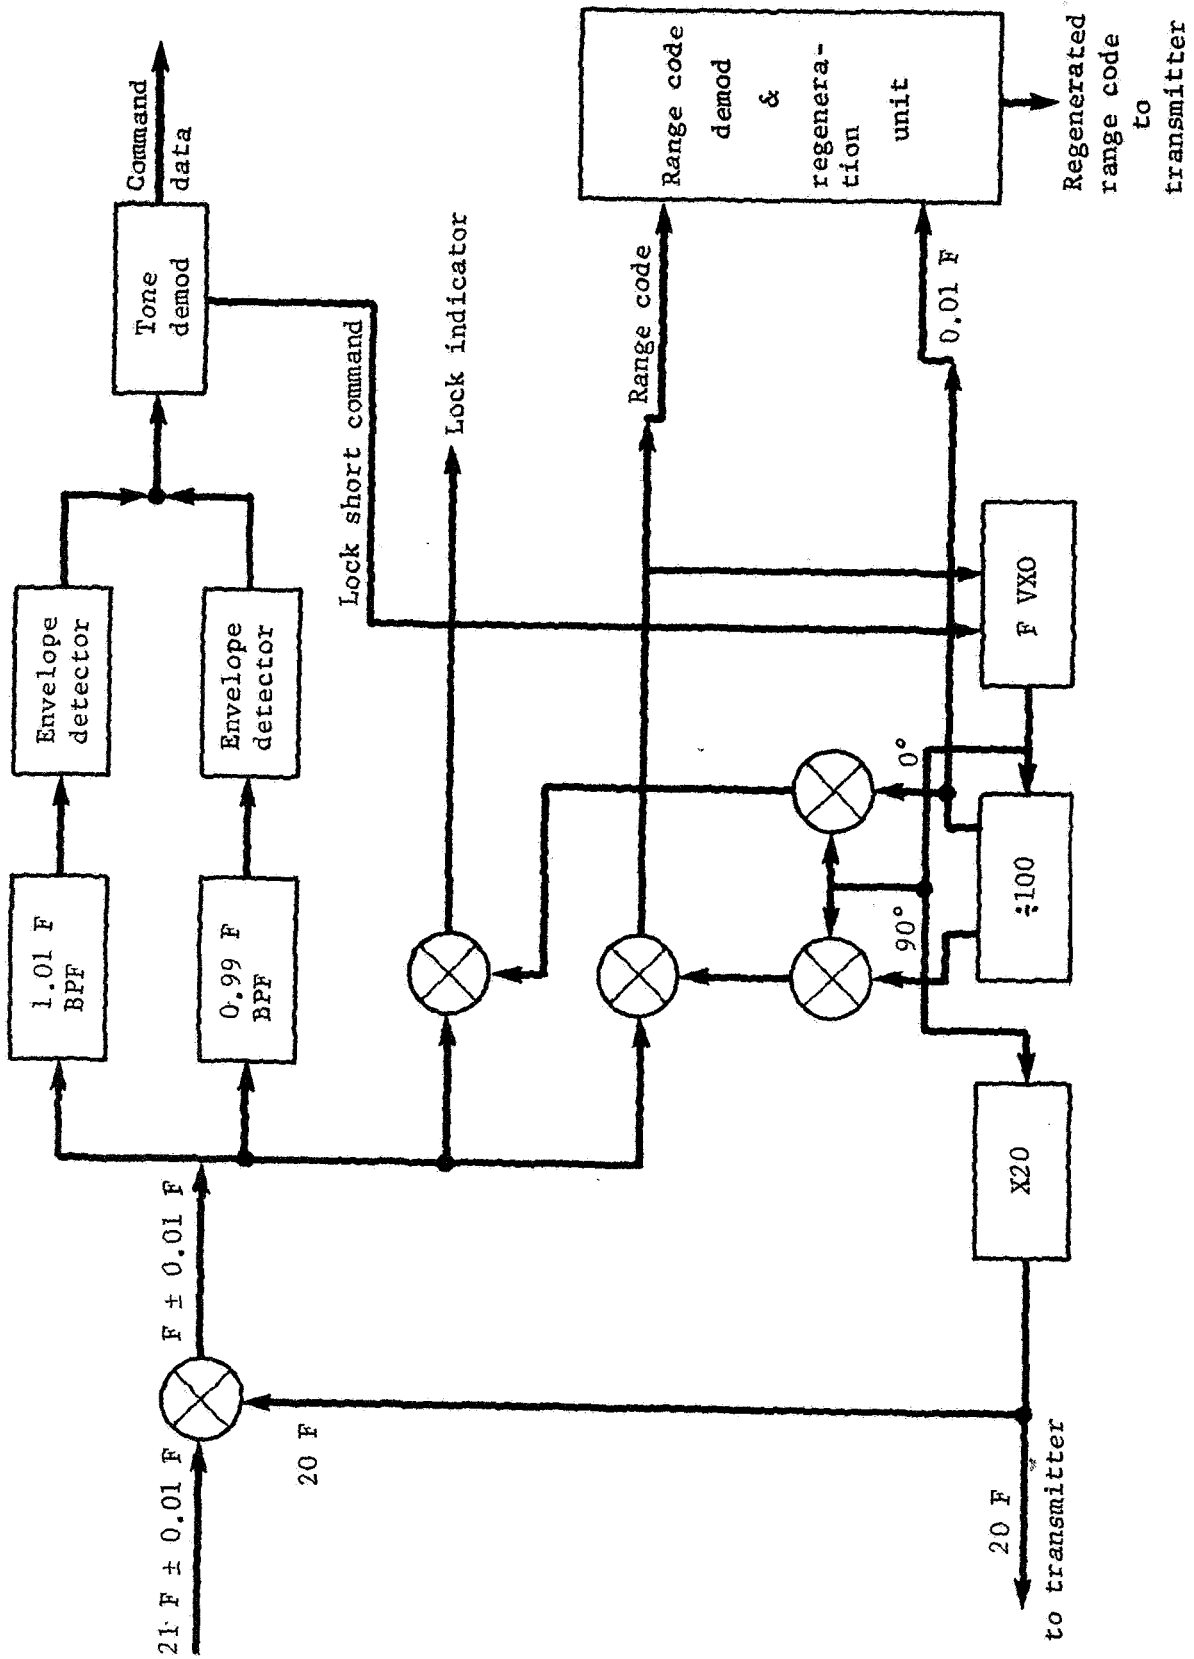 21 F ± 0.01 F
F ± 0.01 F
20 F
1.01 F
BPF
0.99 F
BPF
Envelope
detector
Envelope
detector
Tone
demod
Command
data
Lock short command
Lock indicator
Range code
Range code
demod
&
regenera-
tion
unit
0.01 F
Regenerated
range code
to
transmitter
F VXO
0°
90°
÷100
X20
20 F
to transmitter